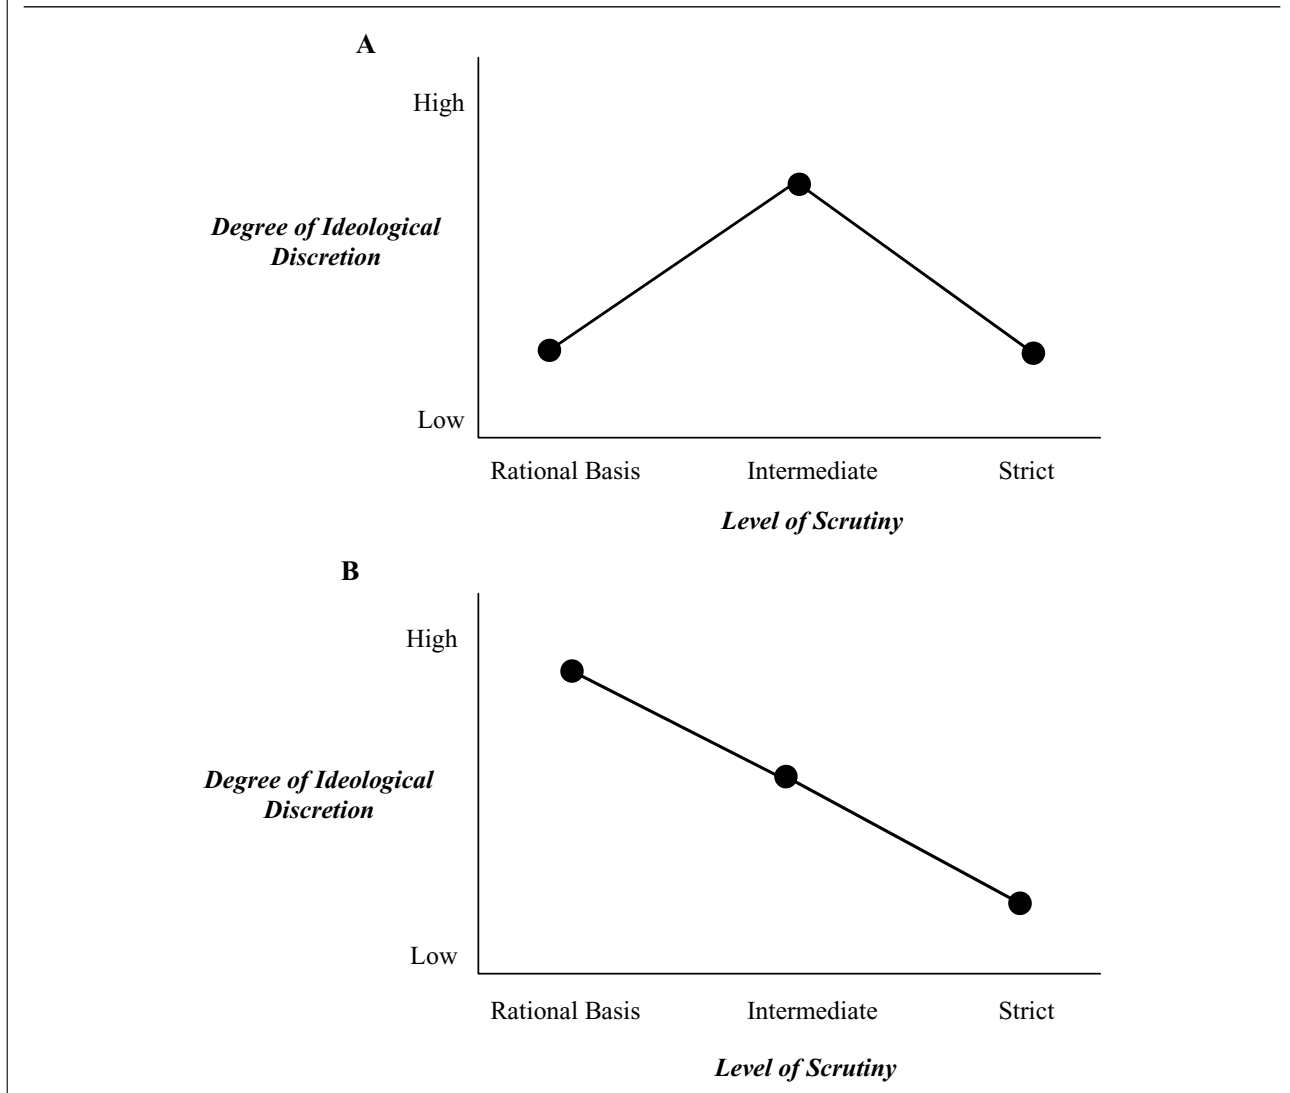 A
High
Degree of Ideological
Discretion
Low
Rational Basis Intermediate Strict
Level of Scrutiny
B
High
Degree of Ideological
Discretion
Low
Rational Basis Intermediate Strict
Level of Scrutiny